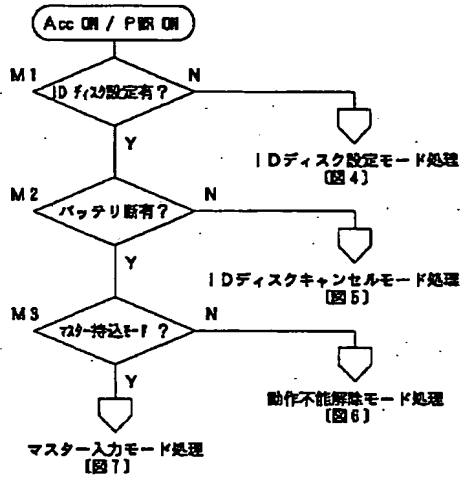 Acc ON / PWR ON
M1
N
IDディスク設定有?
Y
IDディスク設定モード処理
[図4]
M2
N
バッテリ断有?
Y
IDディスクキャンセルモード処理
[図5]
M3
N
マスター持込モード?
Y
動作不能解除モード処理
[図6]
マスター入力モード処理
[図7]